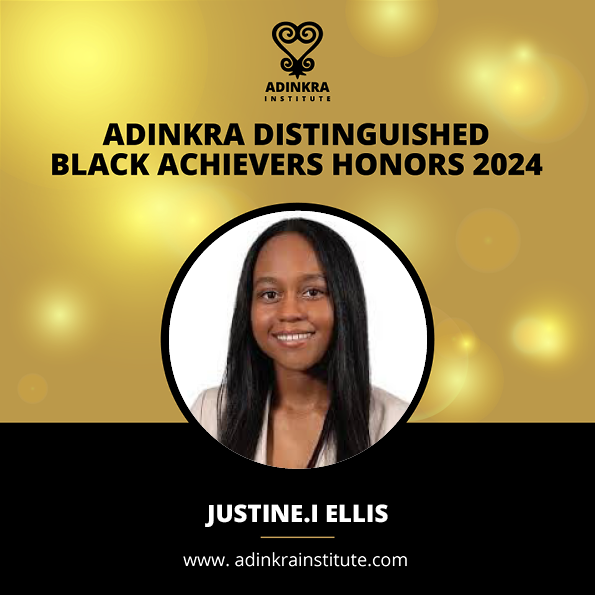 ADINKRA
INSTITUTE
ADINKRA DISTINGUISHED
BLACK ACHIEVERS HONORS 2024
JUSTINE.I ELLIS
www. adinkrainstitute.com